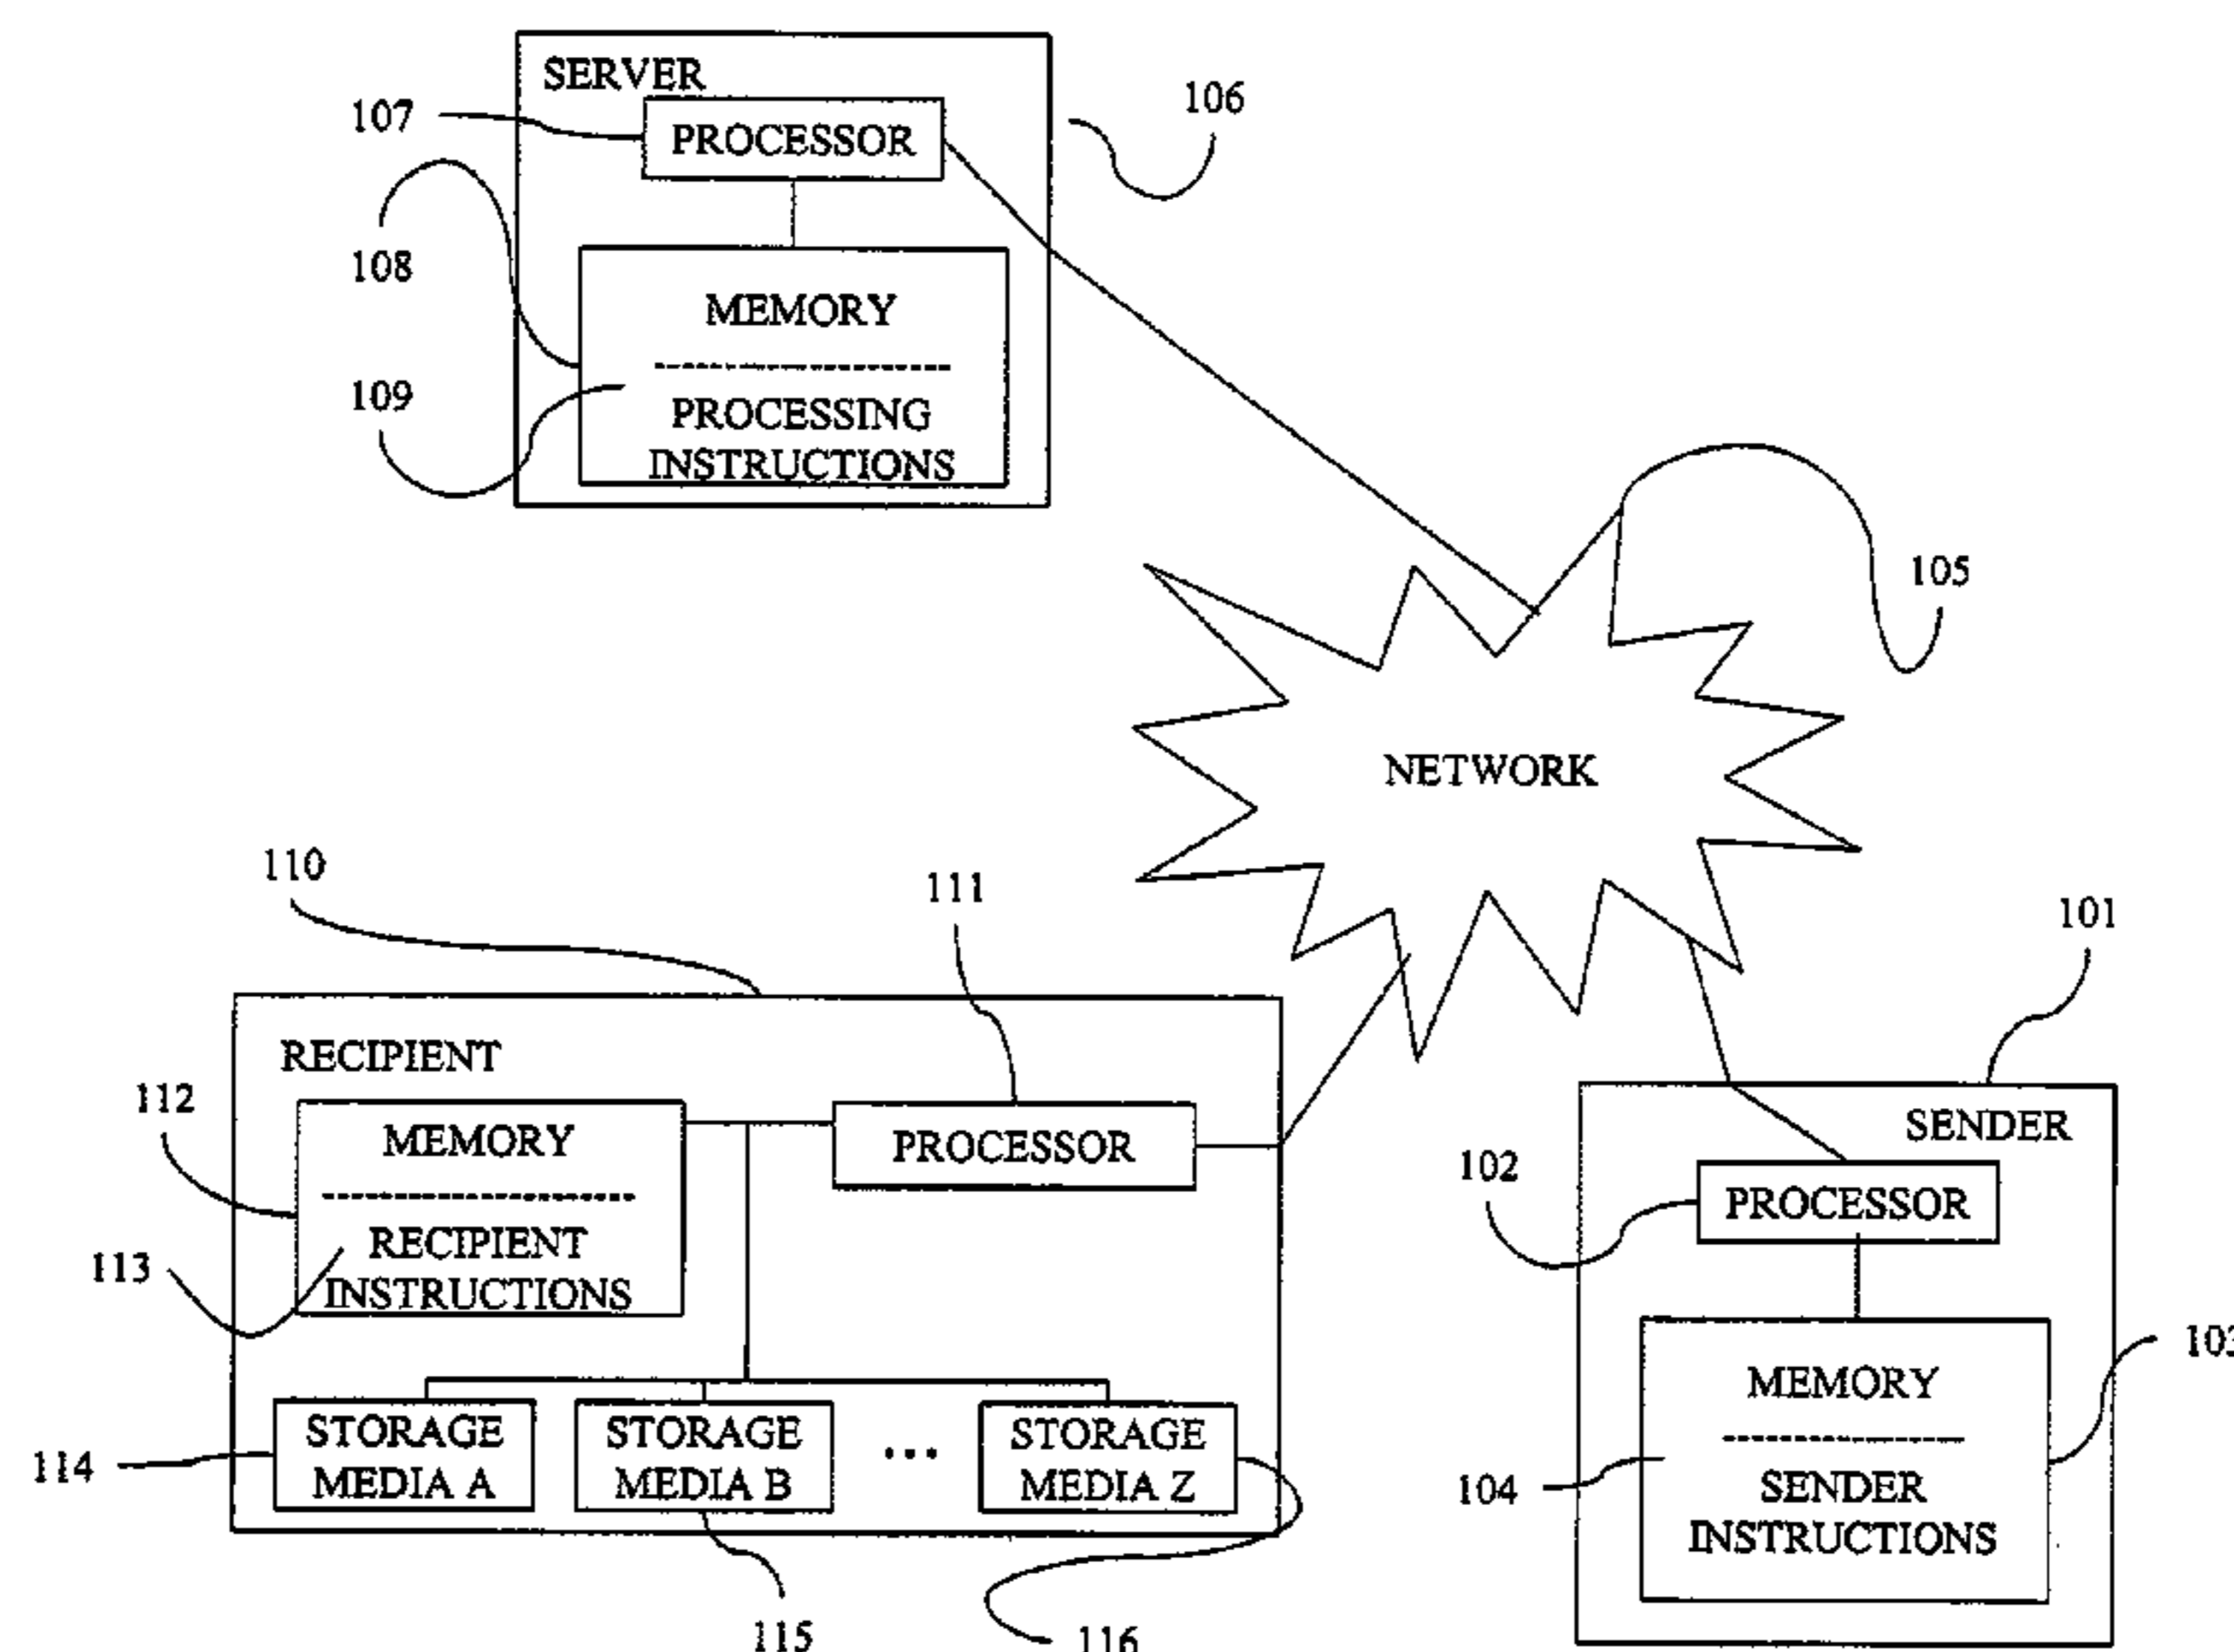 SERVER
107
PROCESSOR
106
108
MEMORY
109
PROCESSING
INSTRUCTIONS
105
NETWORK
110
111
101
RECIPIENT
112
MEMORY
PROCESSOR
SENDER
102
PROCESSOR
113
RECIPIENT
INSTRUCTIONS
103
MEMORY
114
STORAGE
MEDIA A
STORAGE
MEDIA B
...
STORAGE
MEDIA Z
104
SENDER
INSTRUCTIONS
115
116